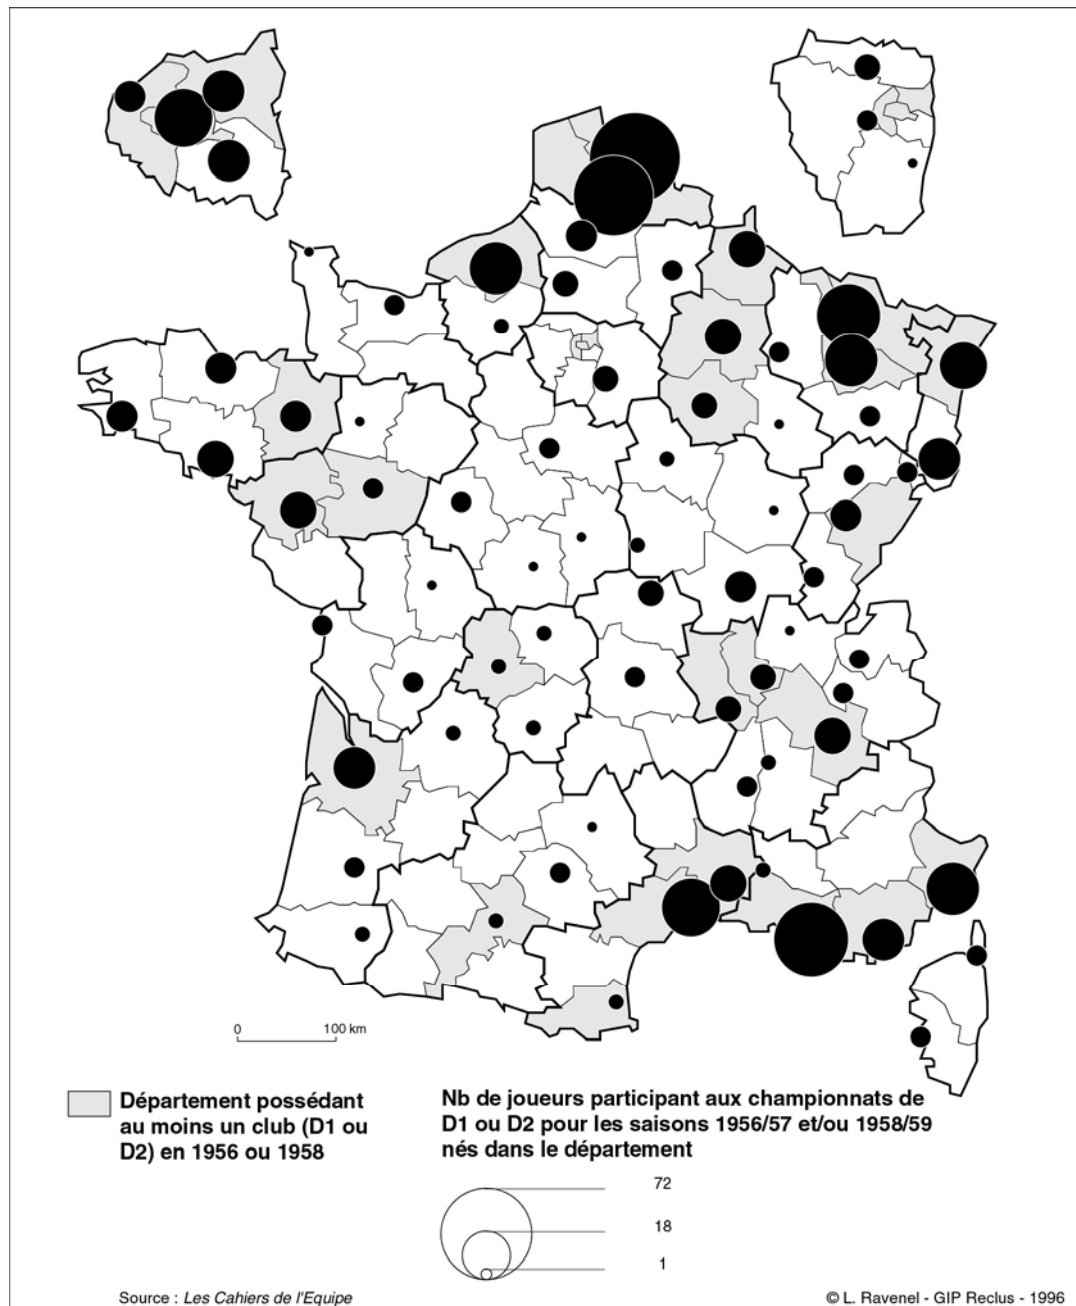 0 100 km
Département possédant
au moins un club (D1 ou
D2) en 1956 ou 1958
Nb de joueurs participant aux championnats de
D1 ou D2 pour les saisons 1956/57 et/ou 1958/59
nés dans le département
72
18
1
Source : Les Cahiers de l'Equipe
© L. Ravenel - GIP Reclus - 1996